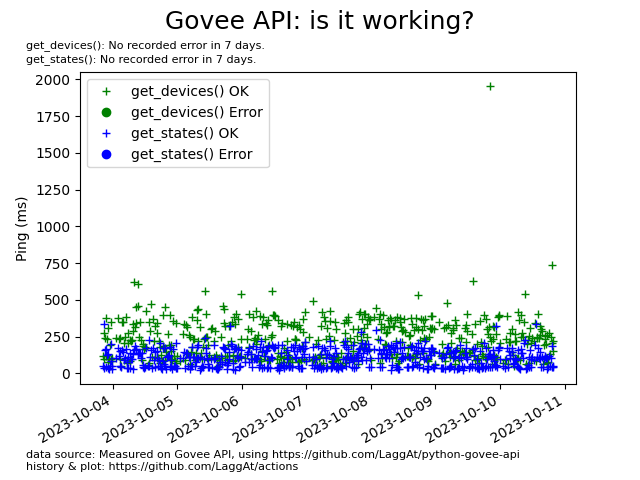 Govee API: is it working?
get_devices(): No recorded error in 7 days.
get_states(): No recorded error in 7 days.
2000
1750
1500
1250
1000
750
500
250
0
Ping (ms)
get_devices() OK
get_devices() Error
get_states() OK
get_states() Error
2023-10-04
2023-10-05
2023-10-06
2023-10-07
2023-10-08
2023-10-09
2023-10-10
2023-10-11
data source: Measured on Govee API, using https://github.com/LaggAt/python-govee-api
history & plot: https://github.com/LaggAt/actions